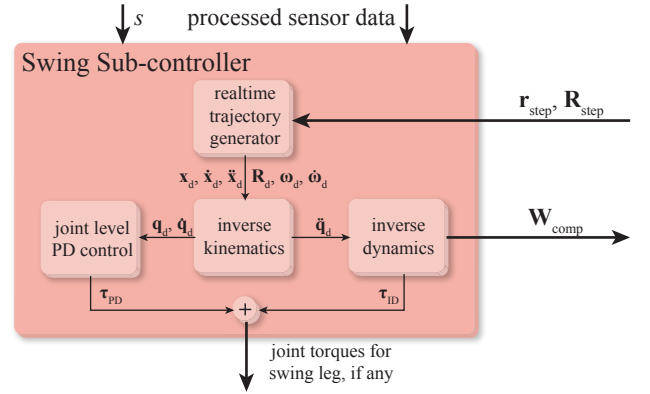 s processed sensor data
Swing Sub-controller
realtime
trajectory
generator
r_step, R_step
x_d, ẋ_d, ẍ_d R_d, ω_d, ω̇_d
joint level
PD control
q_d, q̇_d
inverse
kinematics
q̈_d
inverse
dynamics
W_comp
τ_PD
τ_ID
+
joint torques for
swing leg, if any